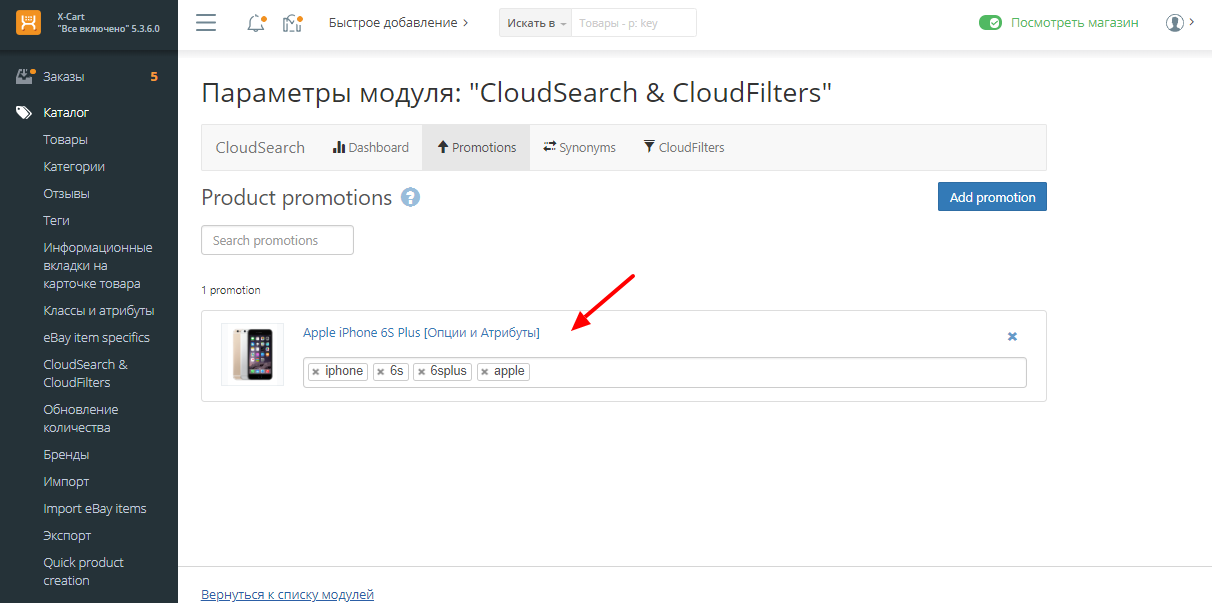 X-Cart
"Все включено" 5.3.6.0
Быстрое добавление
Искать в
Товары - p: key
Посмотреть магазин
Заказы 5
Каталог
Товары
Категории
Отзывы
Теги
Информационные
вкладки на
карточке товара
Классы и атрибуты
eBay item specifics
CloudSearch &
CloudFilters
Обновление
количества
Бренды
Импорт
Import eBay items
Экспорт
Quick product
creation
Параметры модуля: "CloudSearch & CloudFilters"
CloudSearch Dashboard Promotions Synonyms CloudFilters
Product promotions ?
Add promotion
Search promotions
1 promotion
Apple iPhone 6S Plus [Опции и Атрибуты]
iphone 6s 6splus apple
Вернуться к списку модулей